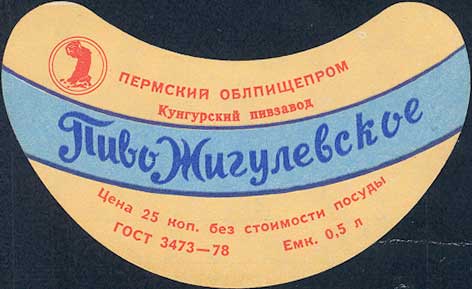 ПЕРМСКИЙ ОБЛПИЩЕПРОМ
Кунгурский пивзавод
Пиво Жигулевское
Цена 25 коп. без стоимости посуды
ГОСТ 3473—78 Емк. 0,5 л